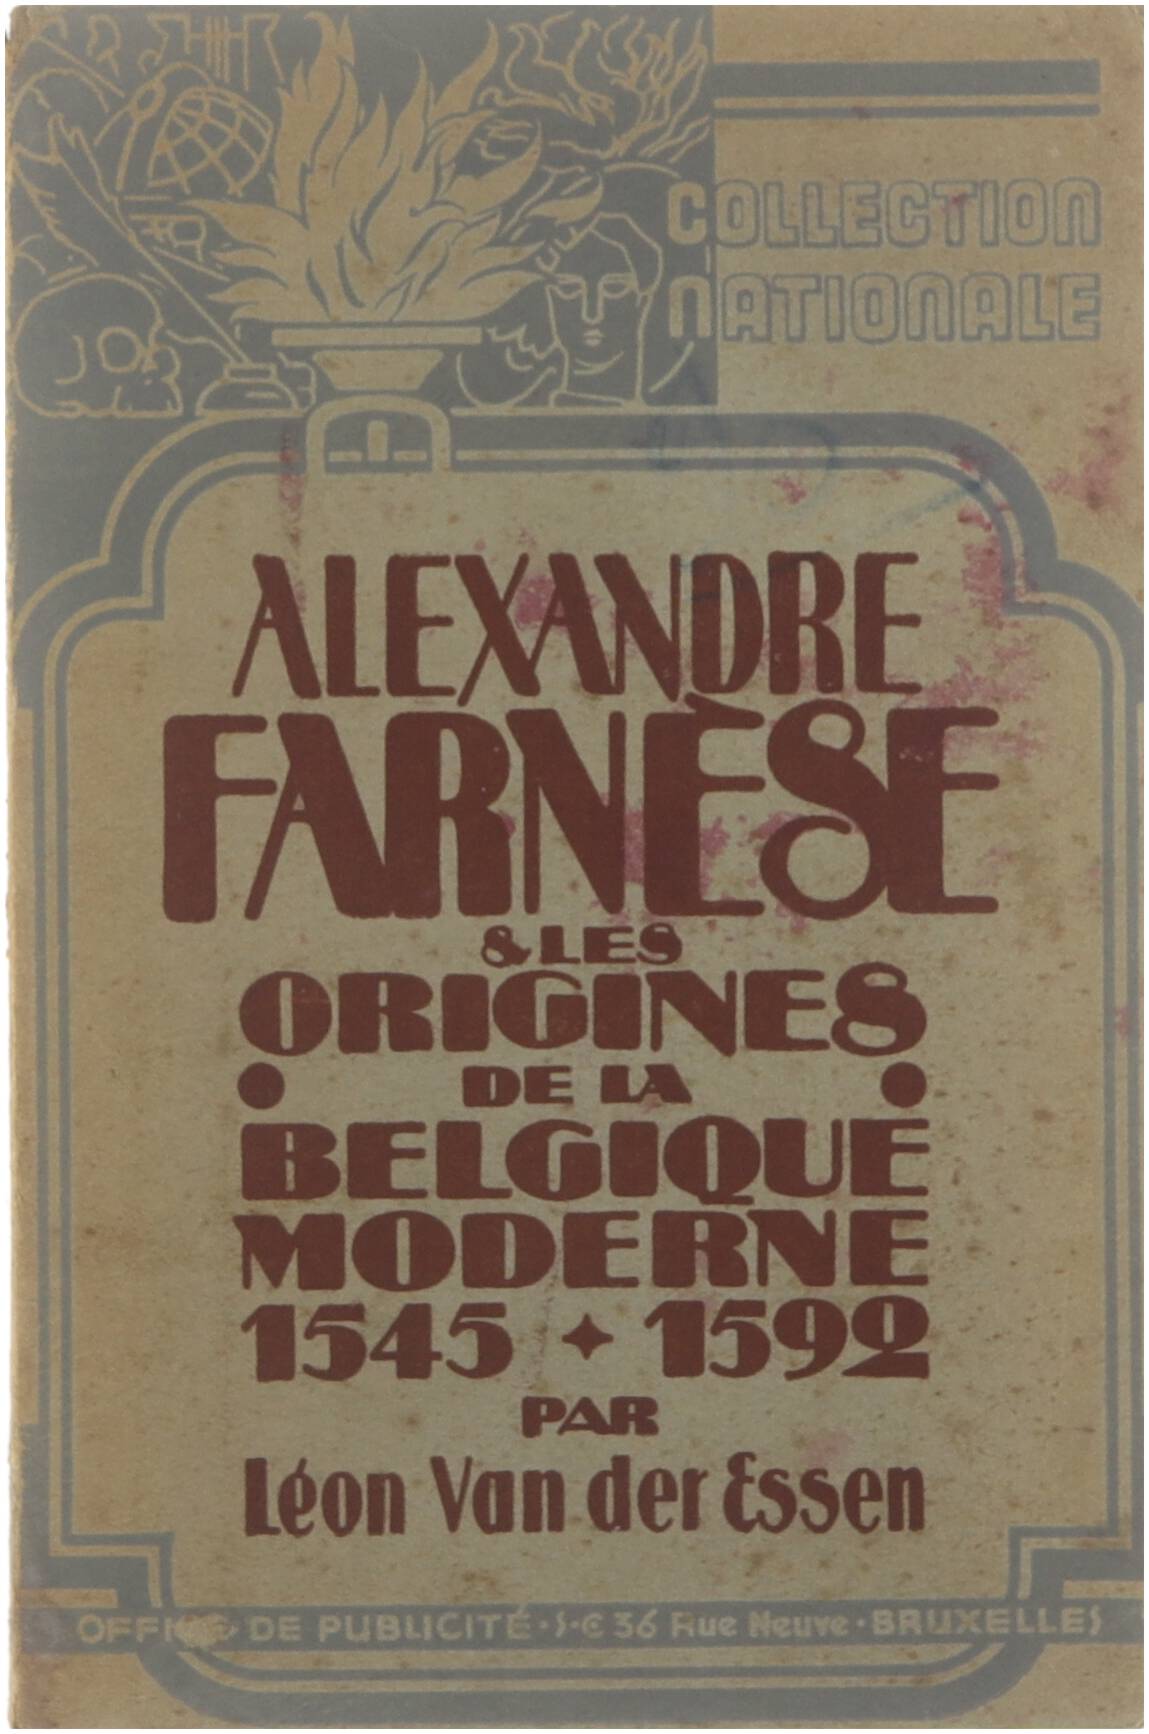 COLLECTION
NATIONALE
ALEXANDRE
FARNÈSE
& LES
ORIGINES
DE LA
BELGIQUE
MODERNE
1545 ✦ 1592
PAR
Léon Van der Essen
OFFICE DE PUBLICITÉ · S·C 36 Rue Neuve · BRUXELLES